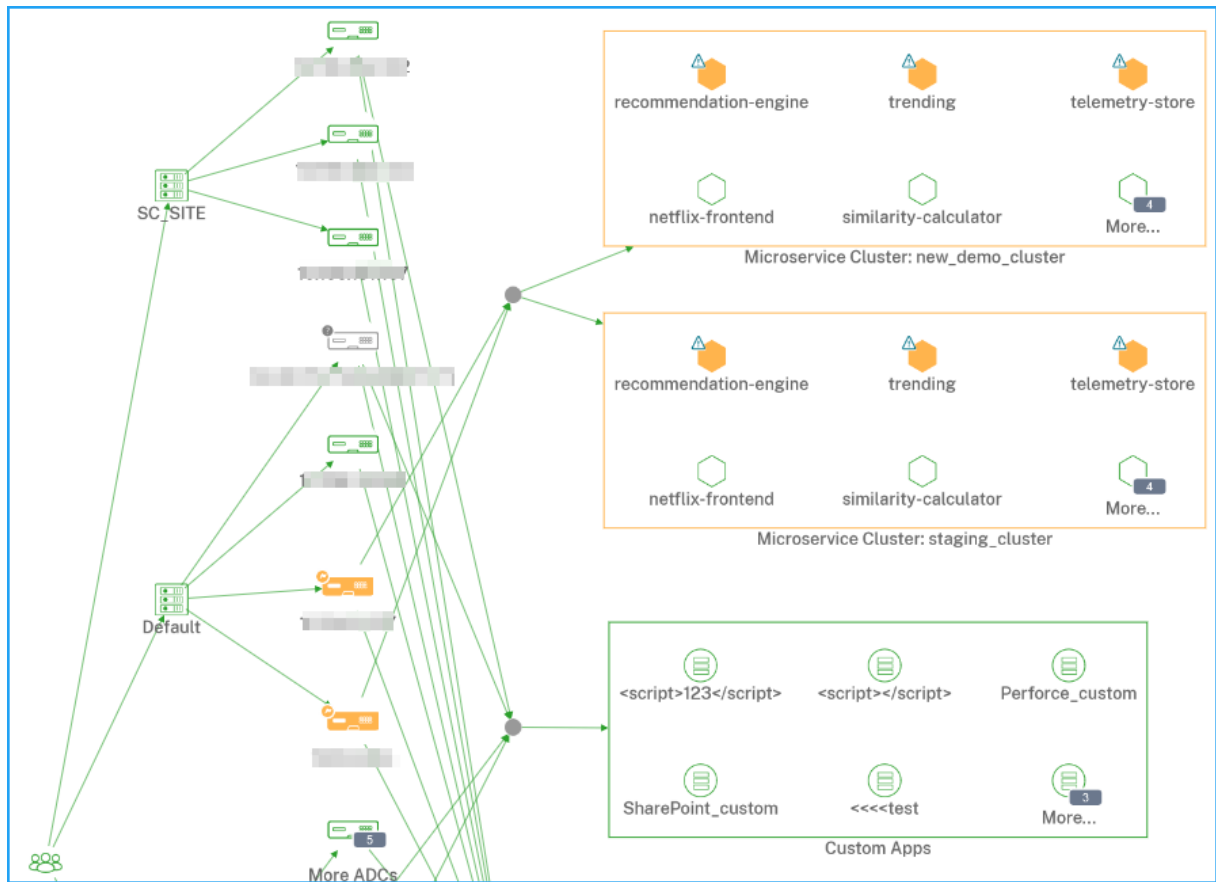 recommendation-engine
trending
telemetry-store
SC_SITE
netflix-frontend
similarity-calculator
4
More...
Microservice Cluster: new_demo_cluster
?
recommendation-engine
trending
telemetry-store
netflix-frontend
similarity-calculator
4
More...
Microservice Cluster: staging_cluster
Default
<script>123</script>
<script></script>
Perforce_custom
SharePoint_custom
<<<<test
3
More...
Custom Apps
5
More ADCs